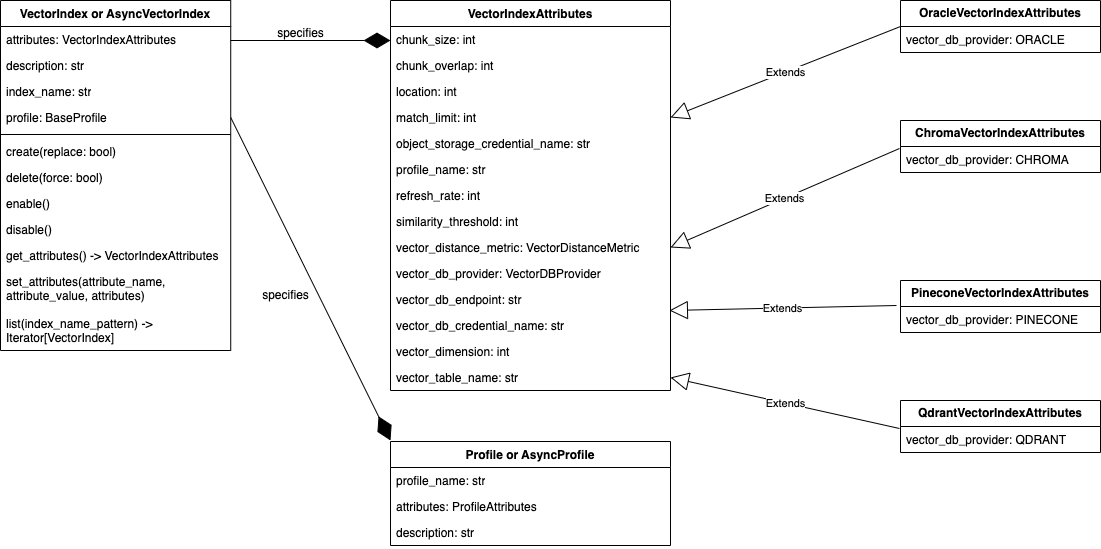 VectorIndex or AsyncVectorIndex
attributes: VectorIndexAttributes
description: str
index_name: str
profile: BaseProfile
create(replace: bool)
delete(force: bool)
enable()
disable()
get_attributes() -> VectorIndexAttributes
set_attributes(attribute_name,
attribute_value, attributes)
list(index_name_pattern) ->
Iterator[VectorIndex]
specifies
specifies
VectorIndexAttributes
chunk_size: int
chunk_overlap: int
location: int
match_limit: int
object_storage_credential_name: str
profile_name: str
refresh_rate: int
similarity_threshold: int
vector_distance_metric: VectorDistanceMetric
vector_db_provider: VectorDBProvider
vector_db_endpoint: str
vector_db_credential_name: str
vector_dimension: int
vector_table_name: str
Profile or AsyncProfile
profile_name: str
attributes: ProfileAttributes
description: str
Extends
Extends
Extends
Extends
OracleVectorIndexAttributes
vector_db_provider: ORACLE
ChromaVectorIndexAttributes
vector_db_provider: CHROMA
PineconeVectorIndexAttributes
vector_db_provider: PINECONE
QdrantVectorIndexAttributes
vector_db_provider: QDRANT